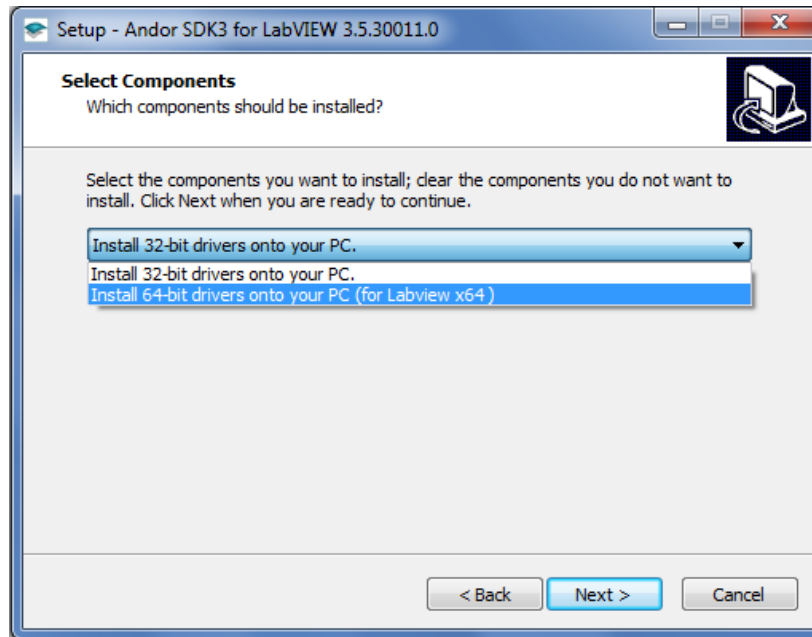 Setup - Andor SDK3 for LabVIEW 3.5.30011.0
Select Components
Which components should be installed?
Select the components you want to install; clear the components you do not want to
install. Click Next when you are ready to continue.
Install 32-bit drivers onto your PC.
Install 32-bit drivers onto your PC.
Install 64-bit drivers onto your PC (for Labview x64 )
< Back
Next >
Cancel